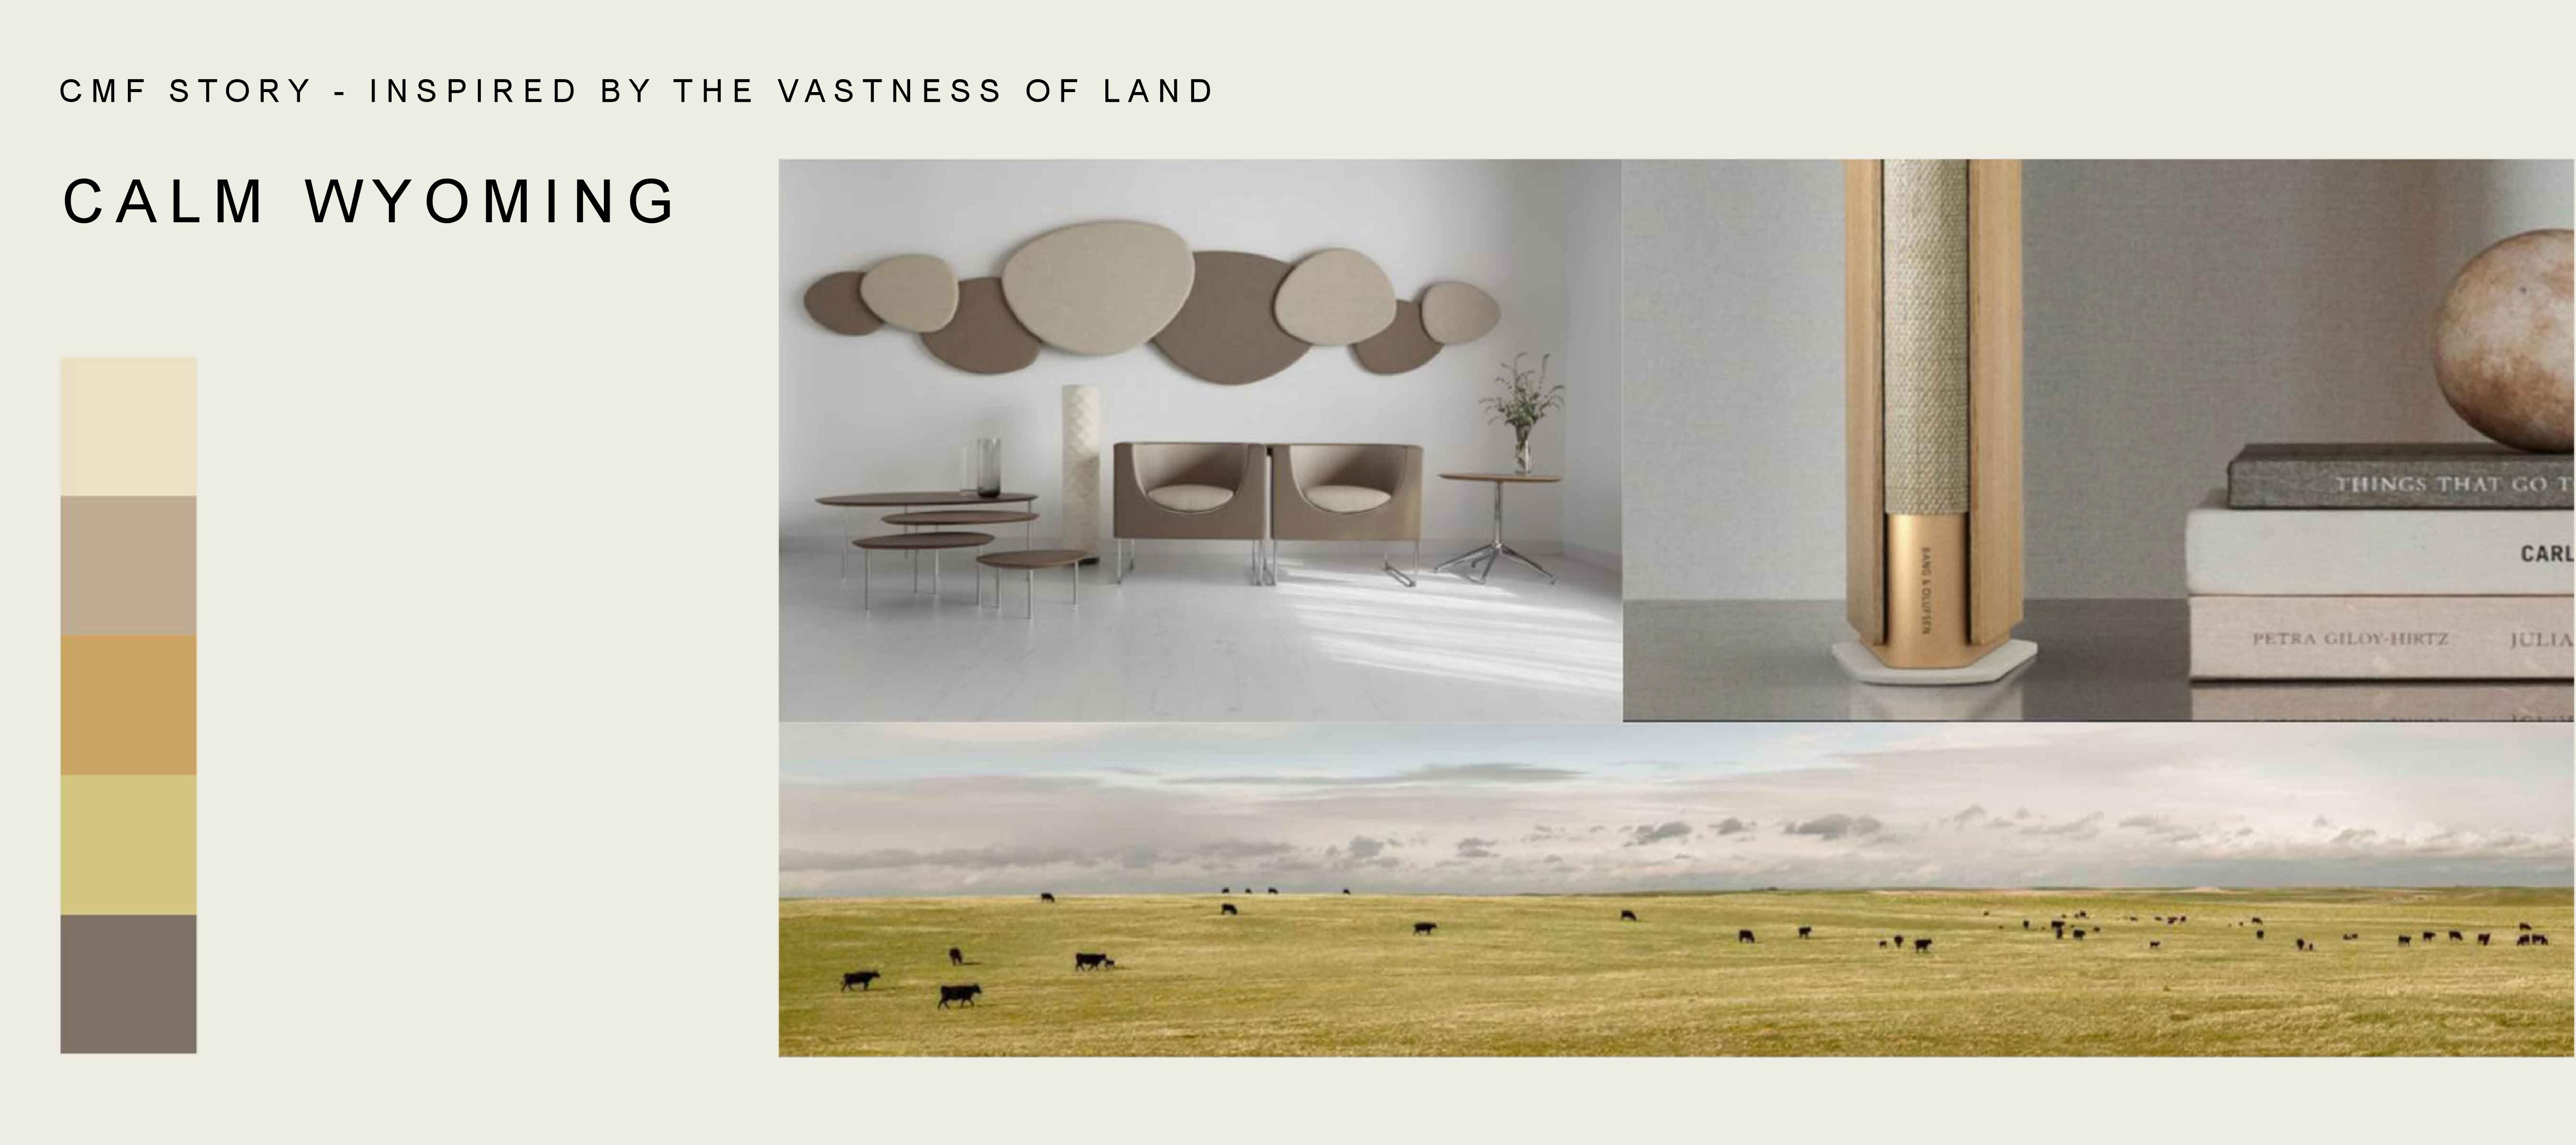 CMF STORY - INSPIRED BY THE VASTNESS OF LAND
CALM WYOMING
BANG & OLUFSEN
THINGS THAT GO T
CARL
PETRA GILOY-HIRTZ JULIA